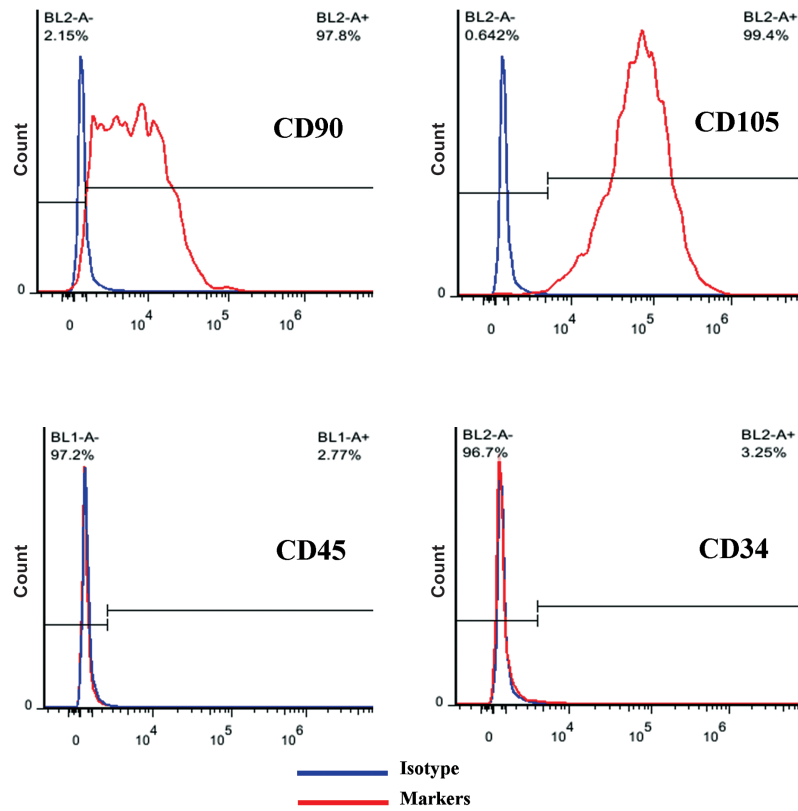 BL2-A- BL2-A+
2.15% 97.8%
CD90
Count
0
0 10^4 10^5 10^6
BL2-A- BL2-A+
0.642% 99.4%
CD105
Count
0
0 10^4 10^5 10^6
BL1-A- BL1-A+
97.2% 2.77%
CD45
Count
0
0 10^4 10^5 10^6
BL2-A- BL2-A+
96.7% 3.25%
CD34
Count
0
0 10^4 10^5 10^6
Isotype
Markers